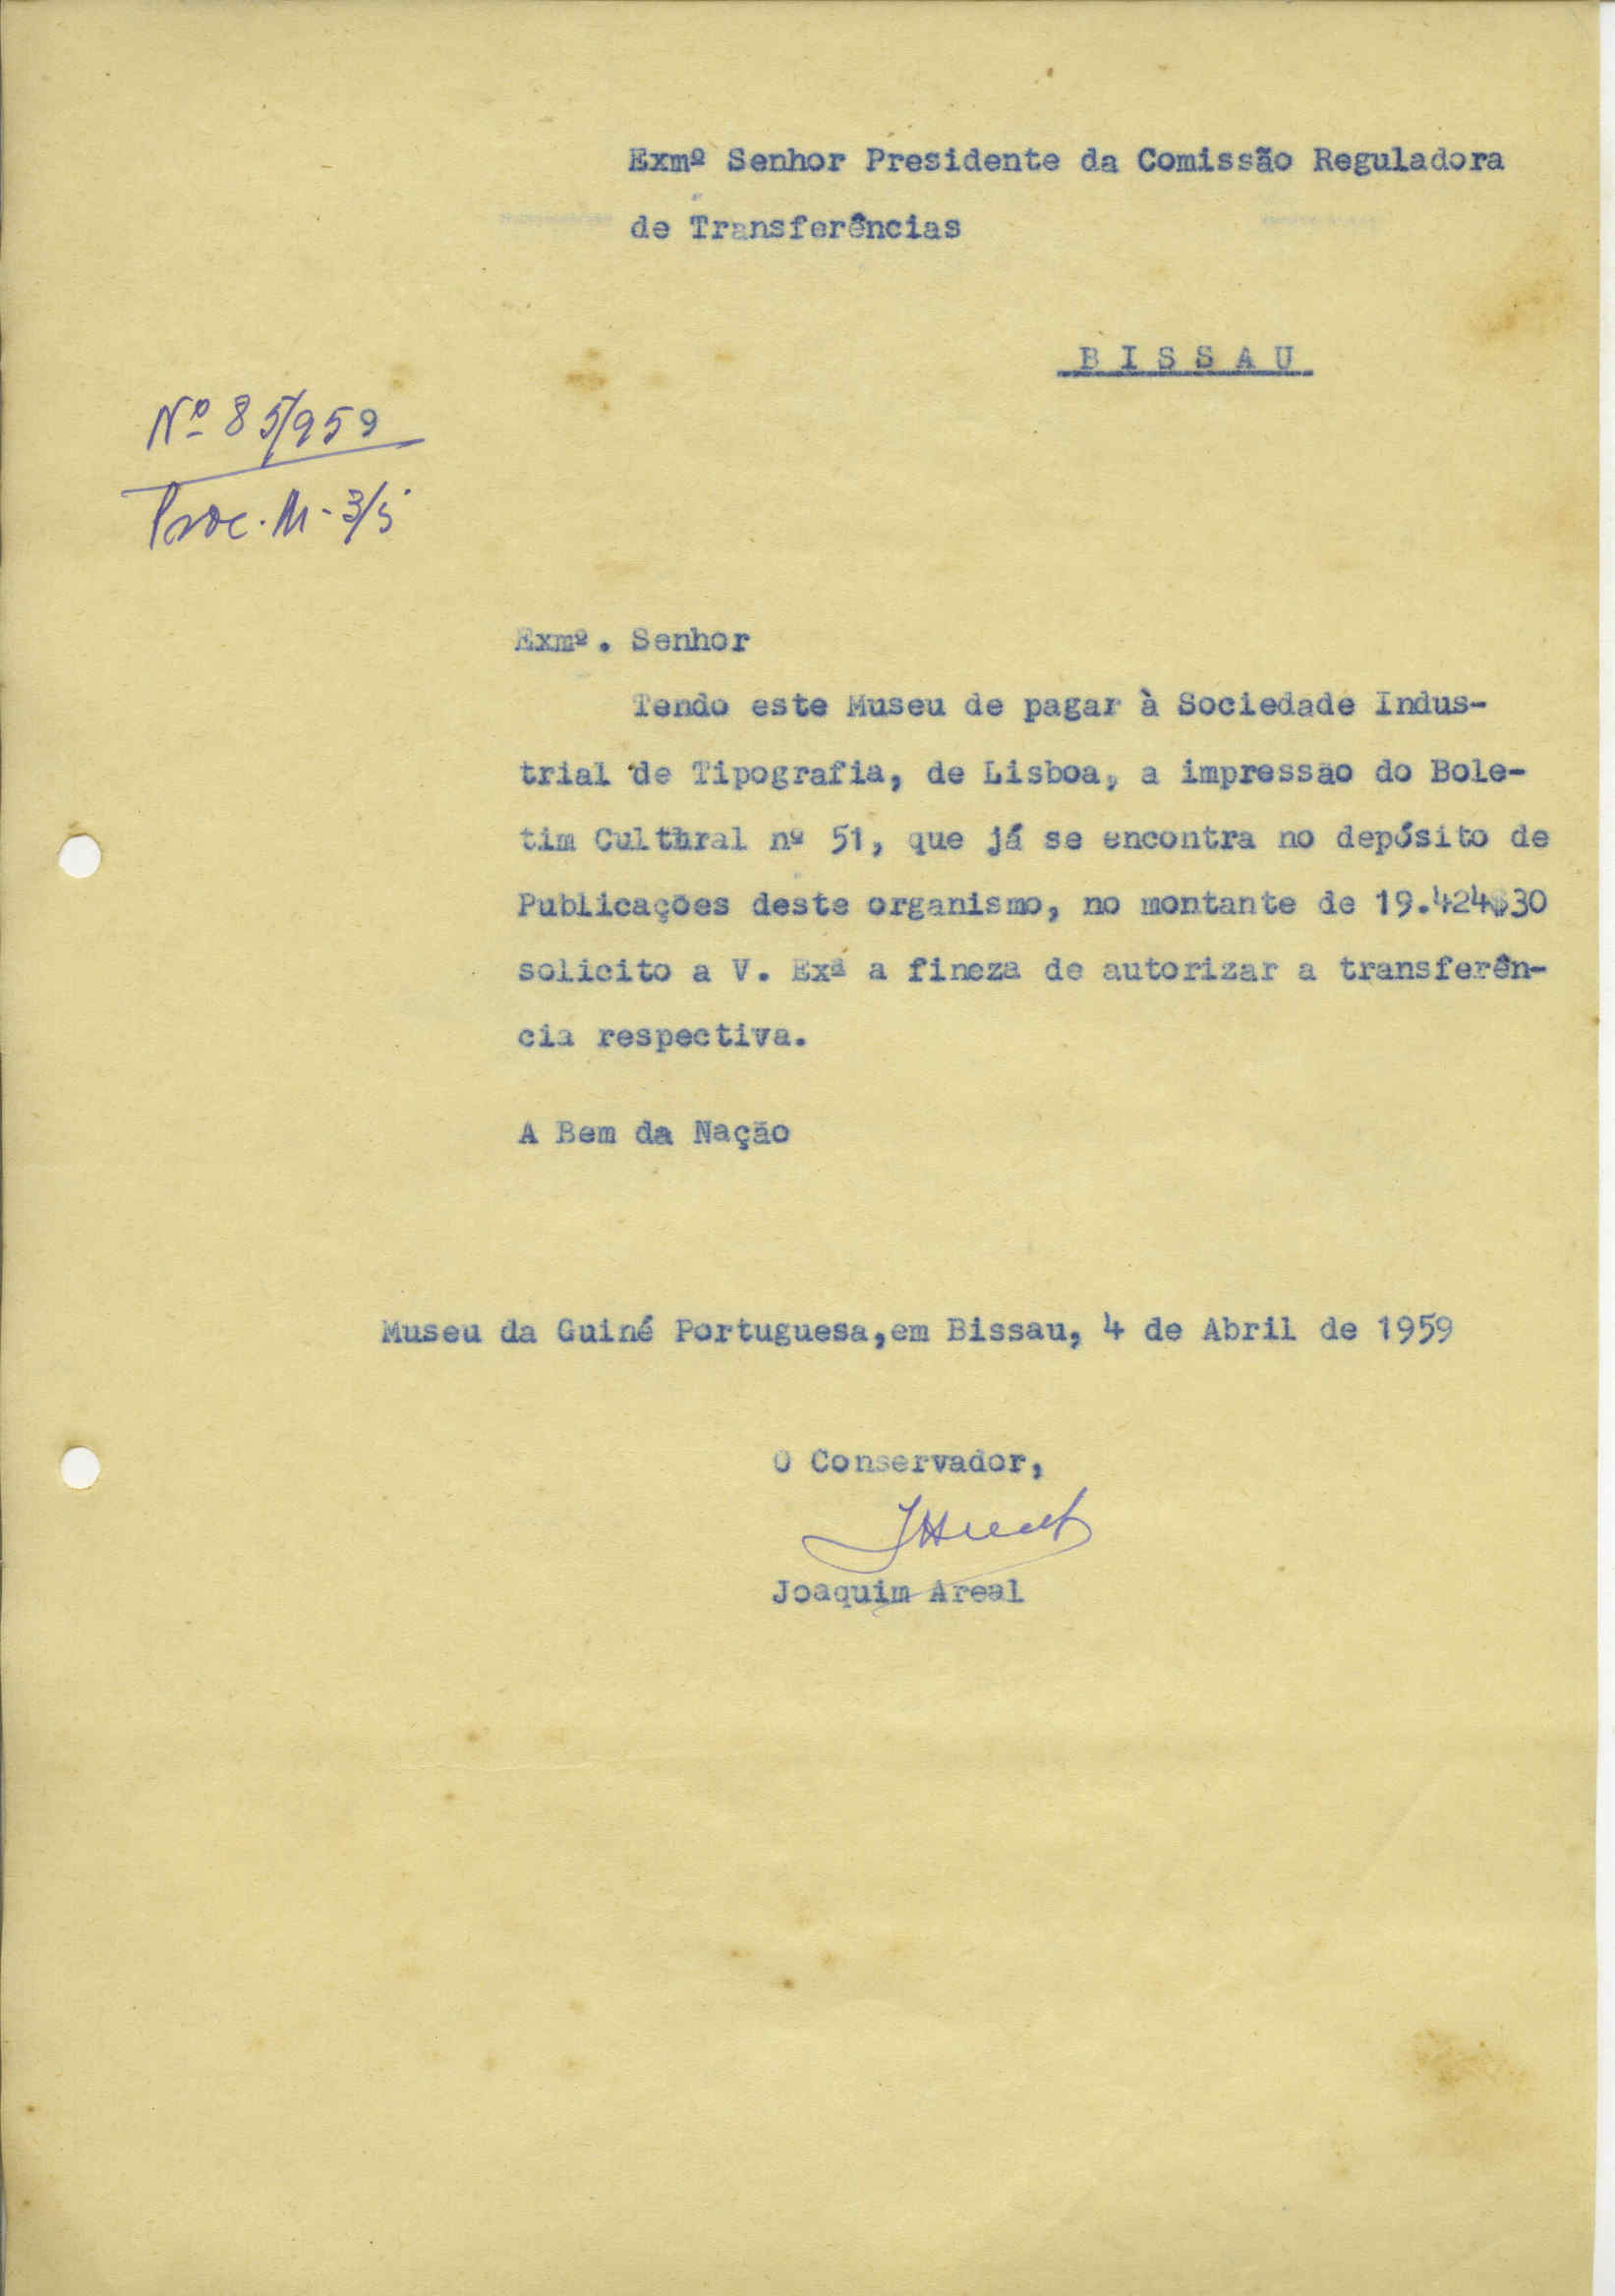 Exmº Senhor Presidente da Comissão Reguladora
de Transferências
B I S S A U
Nº 85/959
Proc. M-3/5
Exmº. Senhor
Tendo este Museu de pagar à Sociedade Indus-
trial de Tipografia, de Lisboa, a impressão do Bole-
tim Cultural nº 51, que já se encontra no depósito de
Publicações deste organismo, no montante de 19.424$30
solicito a V. Exª a fineza de autorizar a transferên-
cia respectiva.
A Bem da Nação
Museu da Guiné Portuguesa,em Bissau, 4 de Abril de 1959
O Conservador,
Joaquim Areal